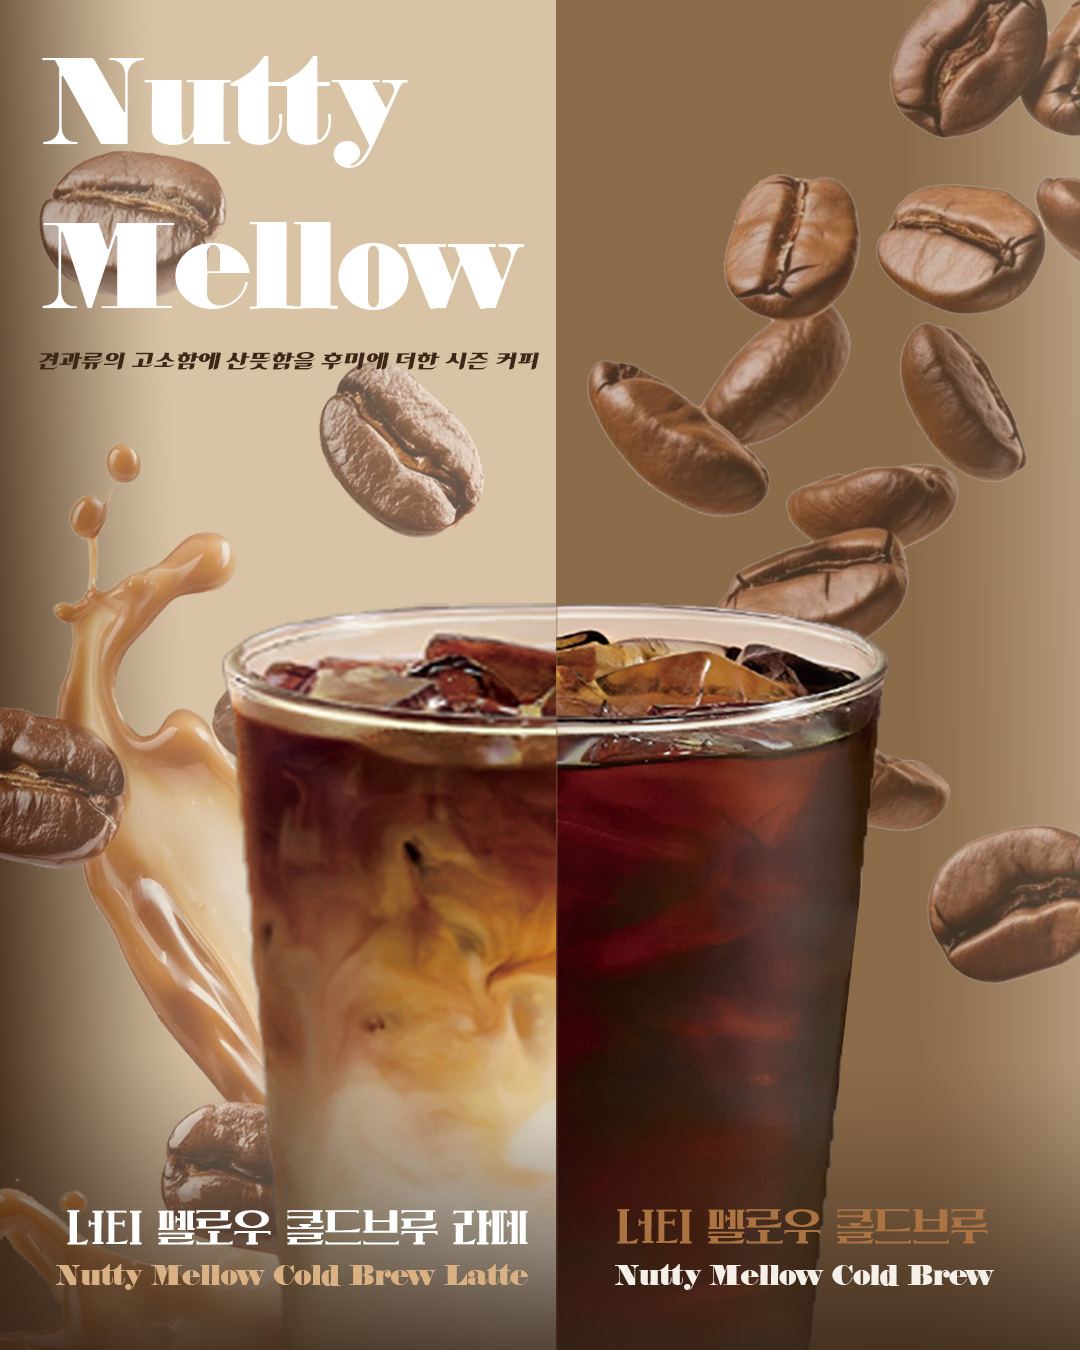 Nutty
Mellow
견과류의 고소함에 산뜻함을 후미에 더한 시즌 커피
너티 멜로우 콜드브루 라떼
Nutty Mellow Cold Brew Latte
너티 멜로우 콜드브루
Nutty Mellow Cold Brew